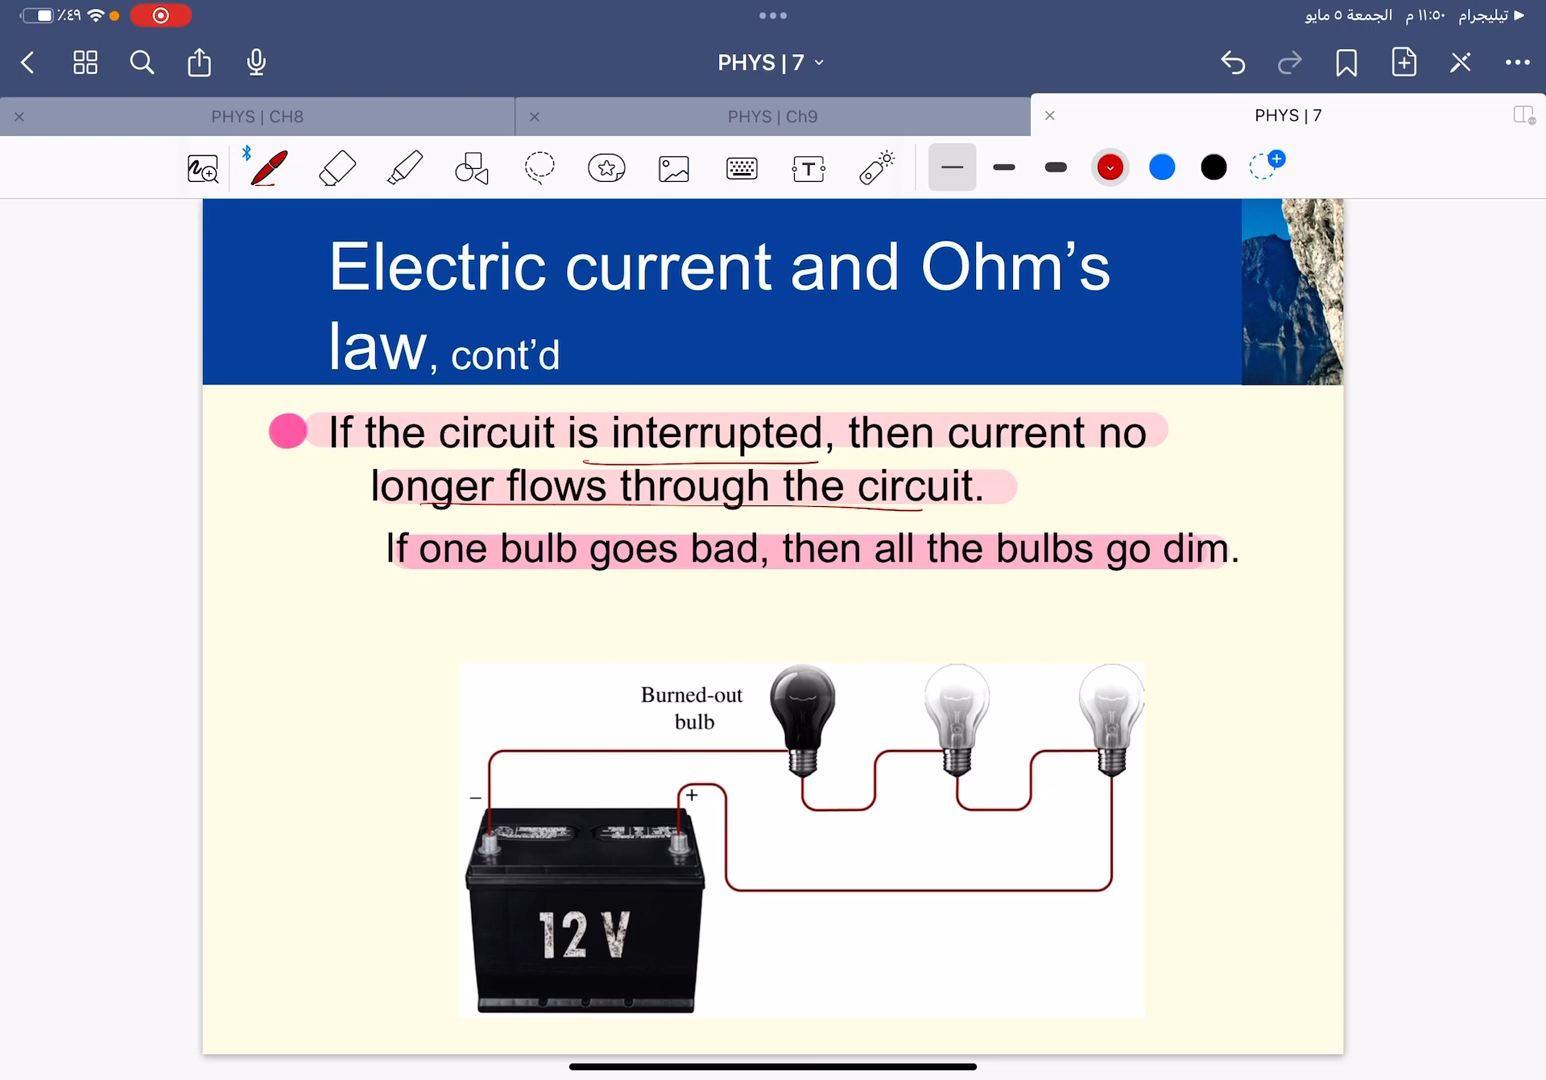 ٪٤٩
◀ تيليجرام ١١:٥٠ م الجمعة ٥ مايو
PHYS | 7
PHYS | CH8
PHYS | Ch9
PHYS | 7
T
Electric current and Ohm’s
law, cont’d
If the circuit is interrupted, then current no
longer flows through the circuit.
If one bulb goes bad, then all the bulbs go dim.
Burned-out
bulb
–
+
12 V